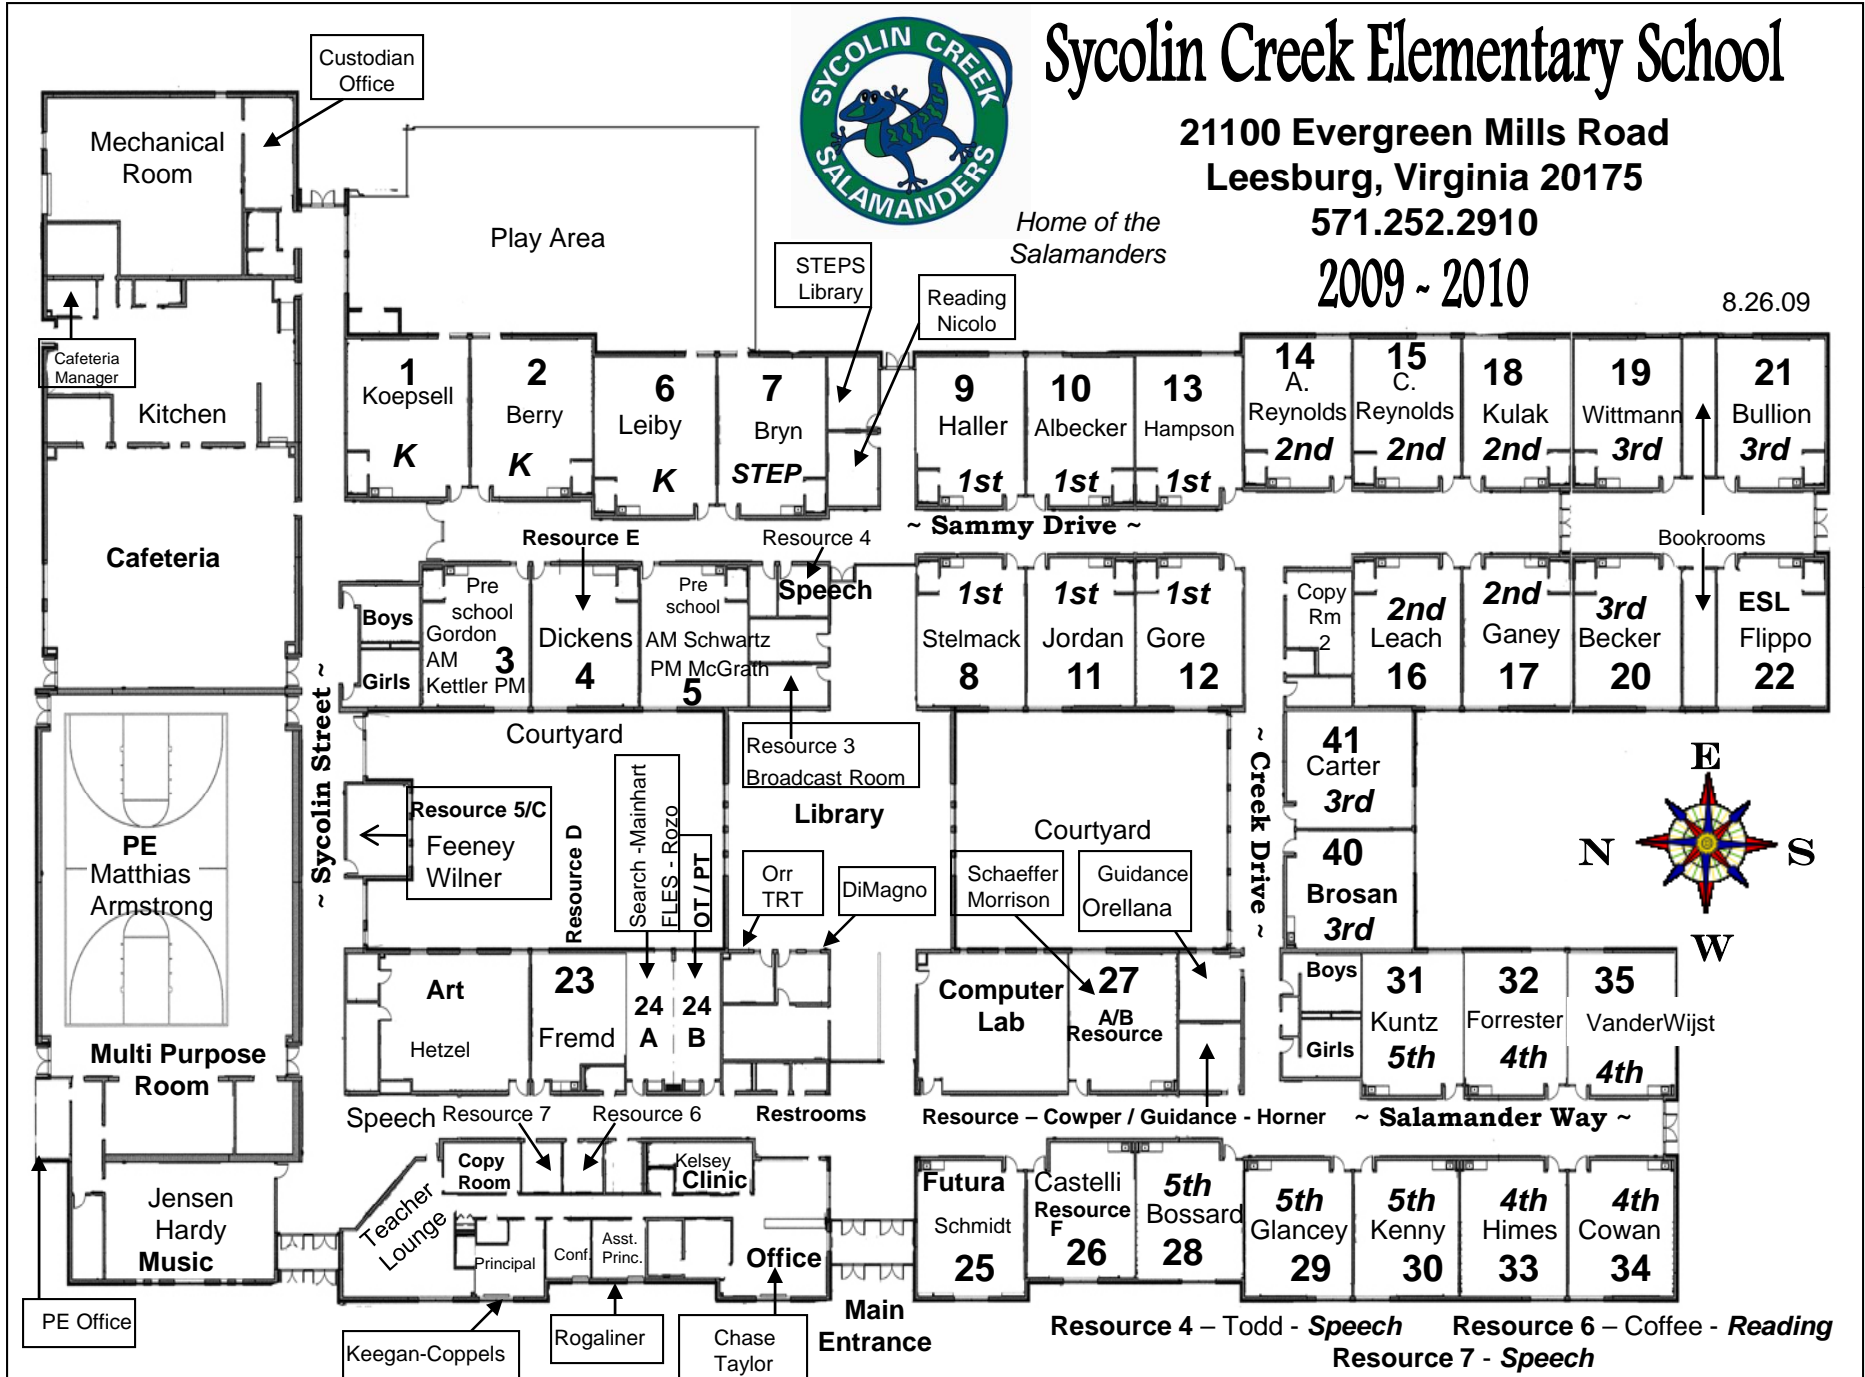 Sycolin Creek Elementary School
21100 Evergreen Mills Road
Leesburg, Virginia 20175
571.252.2910
2009 ~ 2010
8.26.09
SYCOLIN CREEK
SALAMANDERS
Home of the
Salamanders
Custodian
Office
Mechanical
Room
Play Area
STEPS
Library
Reading
Nicolo
Cafeteria
Manager
Kitchen
Cafeteria
1
Koepsell
K
2
Berry
K
6
Leiby
K
7
Bryn
STEP
9
Haller
1st
10
Albecker
1st
13
Hampson
1st
14
A.
Reynolds
2nd
15
C.
Reynolds
2nd
18
Kulak
2nd
19
Wittmann
3rd
21
Bullion
3rd
~ Sammy Drive ~
Resource E
Resource 4
Bookrooms
Boys
Girls
Pre
school
Gordon
AM
3
Kettler PM
Dickens
4
Pre
school
AM Schwartz
PM McGrath
5
Speech
1st
Stelmack
8
1st
Jordan
11
1st
Gore
12
Copy
Rm
2
2nd
Leach
16
2nd
Ganey
17
3rd
Becker
20
ESL
Flippo
22
~ Sycolin Street ~
Courtyard
Resource 3
Broadcast Room
Library
Resource 5/C
Feeney
Wilner
Resource D
Search -Mainhart
FLES - Rozo
OT / PT
Orr
TRT
DiMagno
Courtyard
Schaeffer
Morrison
Guidance
Orellana
~ Creek Drive ~
41
Carter
3rd
40
Brosan
3rd
E
N
S
W
PE
Matthias
Armstrong
Multi Purpose
Room
Art
Hetzel
23
Fremd
24
A
24
B
Computer
Lab
27
A/B
Resource
Boys
Girls
31
Kuntz
5th
32
Forrester
4th
35
VanderWijst
4th
Speech
Resource 7
Resource 6
Restrooms
Resource – Cowper / Guidance - Horner
~ Salamander Way ~
Jensen
Hardy
Music
Teacher
Lounge
Copy
Room
Kelsey
Clinic
Principal
Conf.
Asst.
Princ.
Office
Futura
Schmidt
25
Castelli
Resource
F
26
5th
Bossard
28
5th
Glancey
29
5th
Kenny
30
4th
Himes
33
4th
Cowan
34
PE Office
Keegan-Coppels
Rogaliner
Chase
Taylor
Main
Entrance
Resource 4 – Todd - Speech
Resource 6 – Coffee - Reading
Resource 7 - Speech